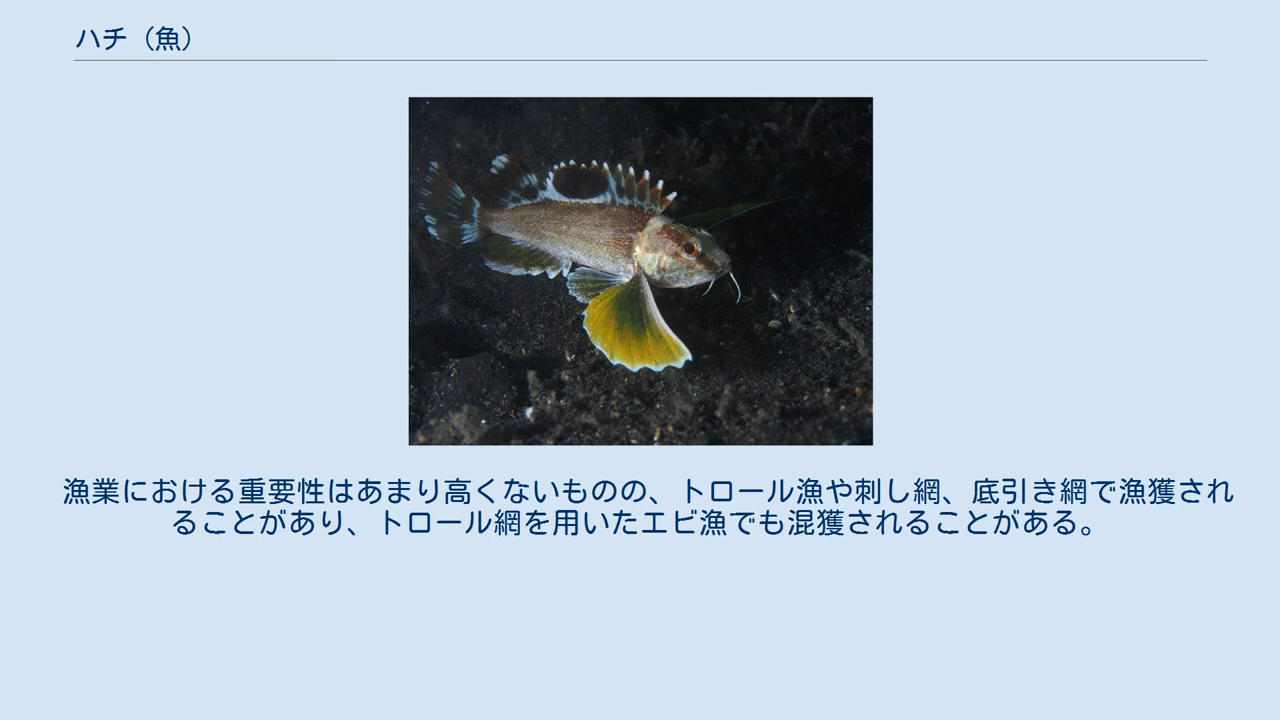 ハチ（魚）
漁業における重要性はあまり高くないものの、トロール漁や刺し網、底引き網で漁獲され
ることがあり、トロール網を用いたエビ漁でも混獲されることがある。